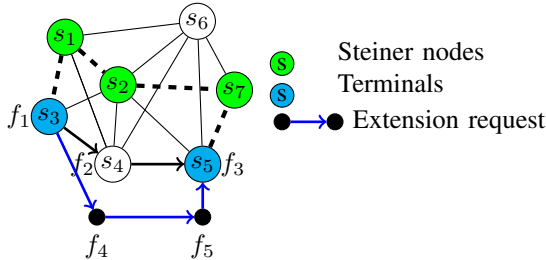 s₆
s₁
s₂ s₇
f₁ s₃
f₂ s₄ s₅ f₃
f₄ f₅
s Steiner nodes
s Terminals
Extension request